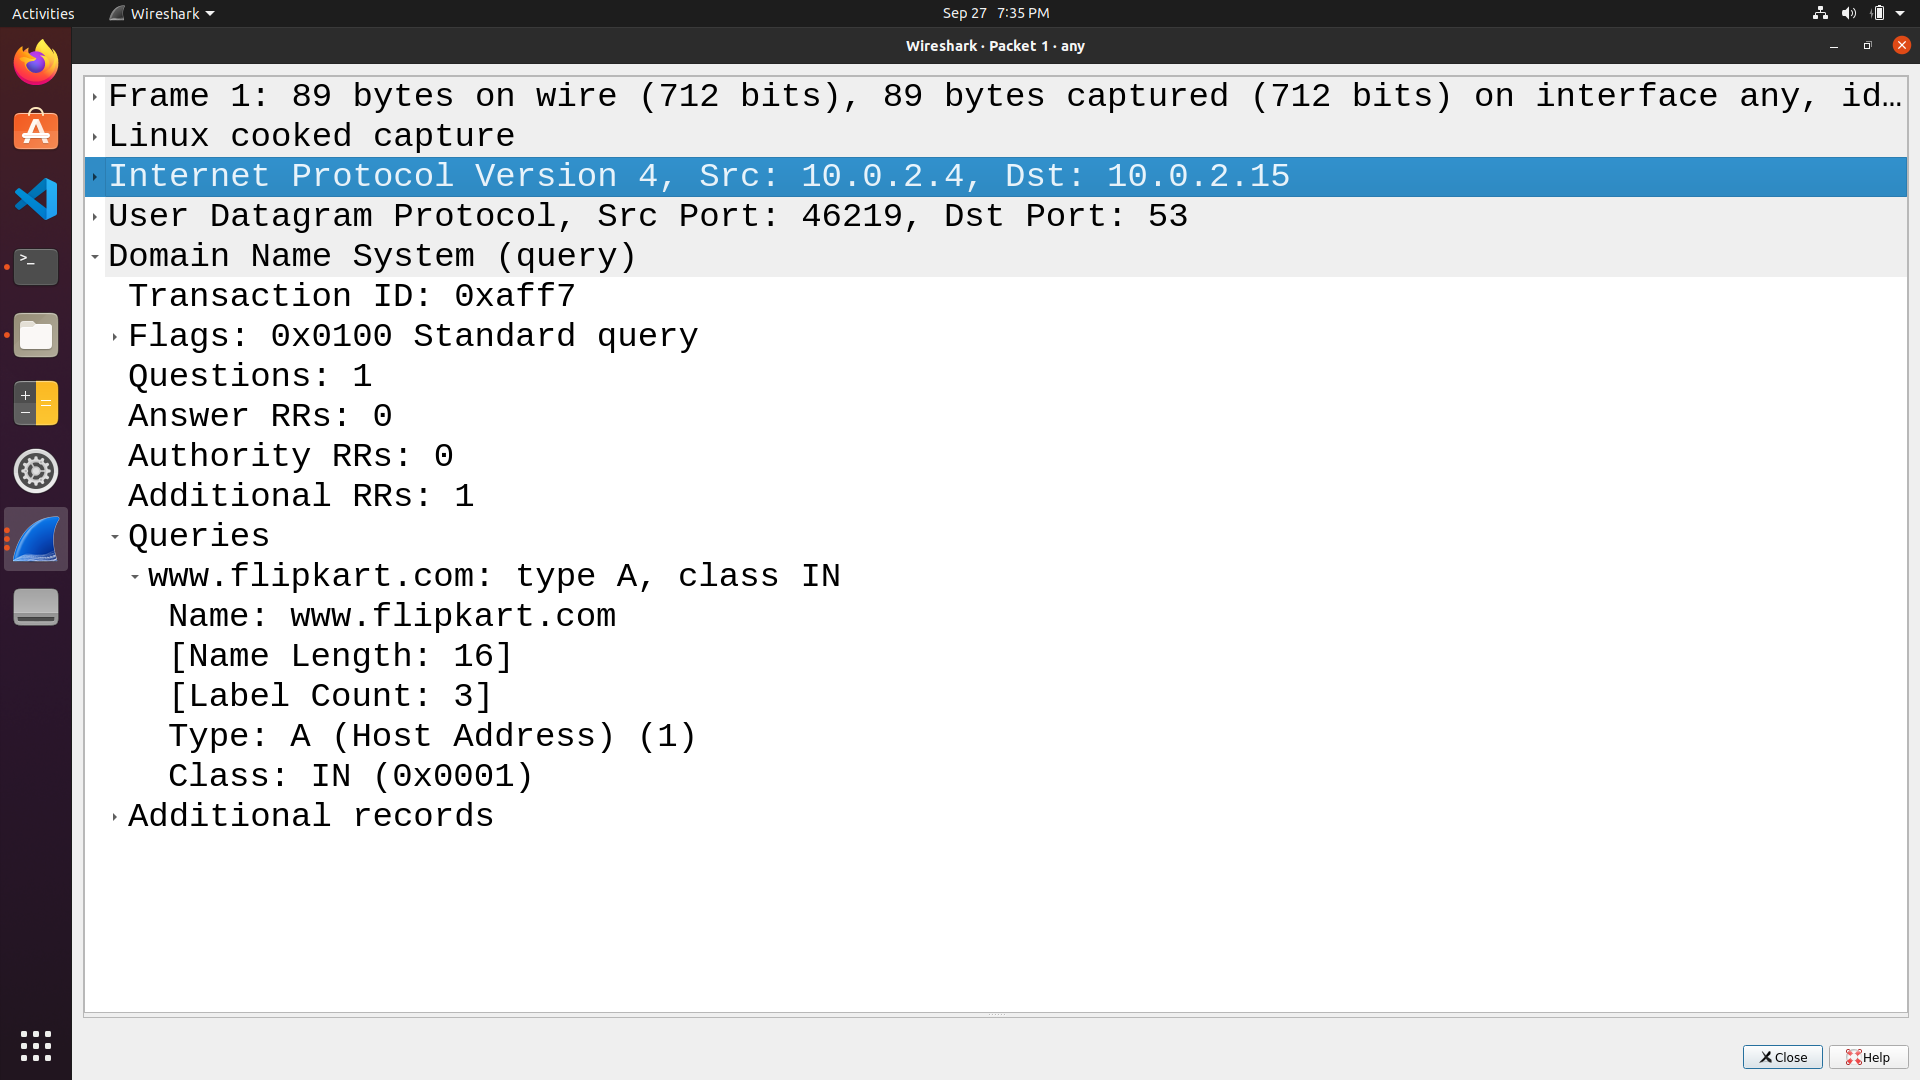 Activities Wireshark Sep 27 7:35 PM
Wireshark · Packet 1 · any
Frame 1: 89 bytes on wire (712 bits), 89 bytes captured (712 bits) on interface any, id…
Linux cooked capture
Internet Protocol Version 4, Src: 10.0.2.4, Dst: 10.0.2.15
User Datagram Protocol, Src Port: 46219, Dst Port: 53
Domain Name System (query)
Transaction ID: 0xaff7
Flags: 0x0100 Standard query
Questions: 1
Answer RRs: 0
Authority RRs: 0
Additional RRs: 1
Queries
www.flipkart.com: type A, class IN
Name: www.flipkart.com
[Name Length: 16]
[Label Count: 3]
Type: A (Host Address) (1)
Class: IN (0x0001)
Additional records
Close Help